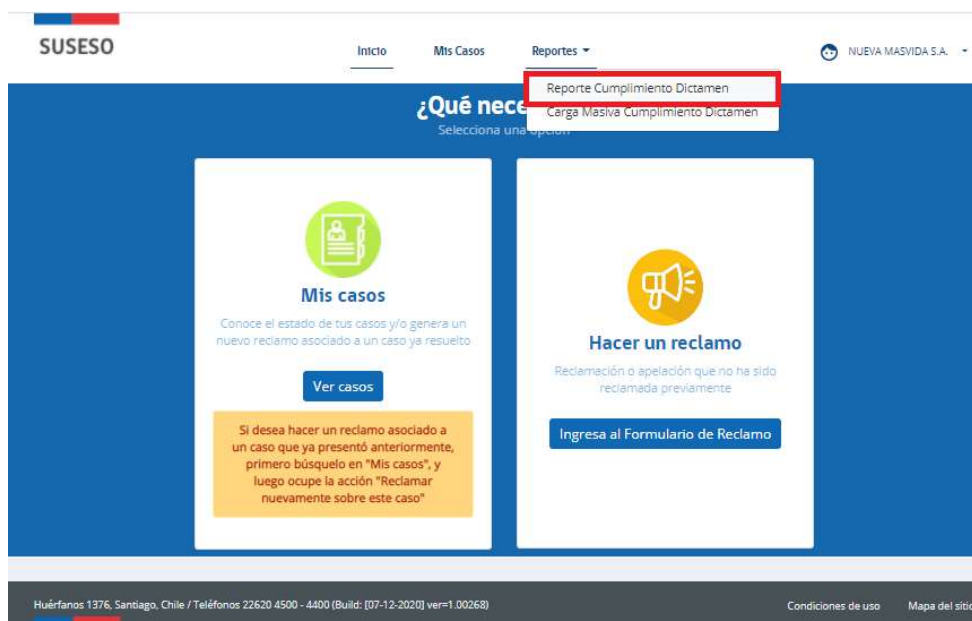 SUSESO
Inicio Mis Casos Reportes NUEVA MASVIDA S.A.
Reporte Cumplimiento Dictamen
Carga Masiva Cumplimiento Dictamen
¿Qué nece
Selecciona una opción
Mis casos
Conoce el estado de tus casos y/o genera un
nuevo reclamo asociado a un caso ya resuelto
Ver casos
Si desea hacer un reclamo asociado a
un caso que ya presentó anteriormente,
primero búsquelo en "Mis casos", y
luego ocupe la acción "Reclamar
nuevamente sobre este caso"
Hacer un reclamo
Reclamación o apelación que no ha sido
reclamada previamente
Ingresa al Formulario de Reclamo
Huérfanos 1376, Santiago, Chile / Teléfonos 22620 4500 - 4400 (Build: [07-12-2020] ver=1.00268) Condiciones de uso Mapa del sitio